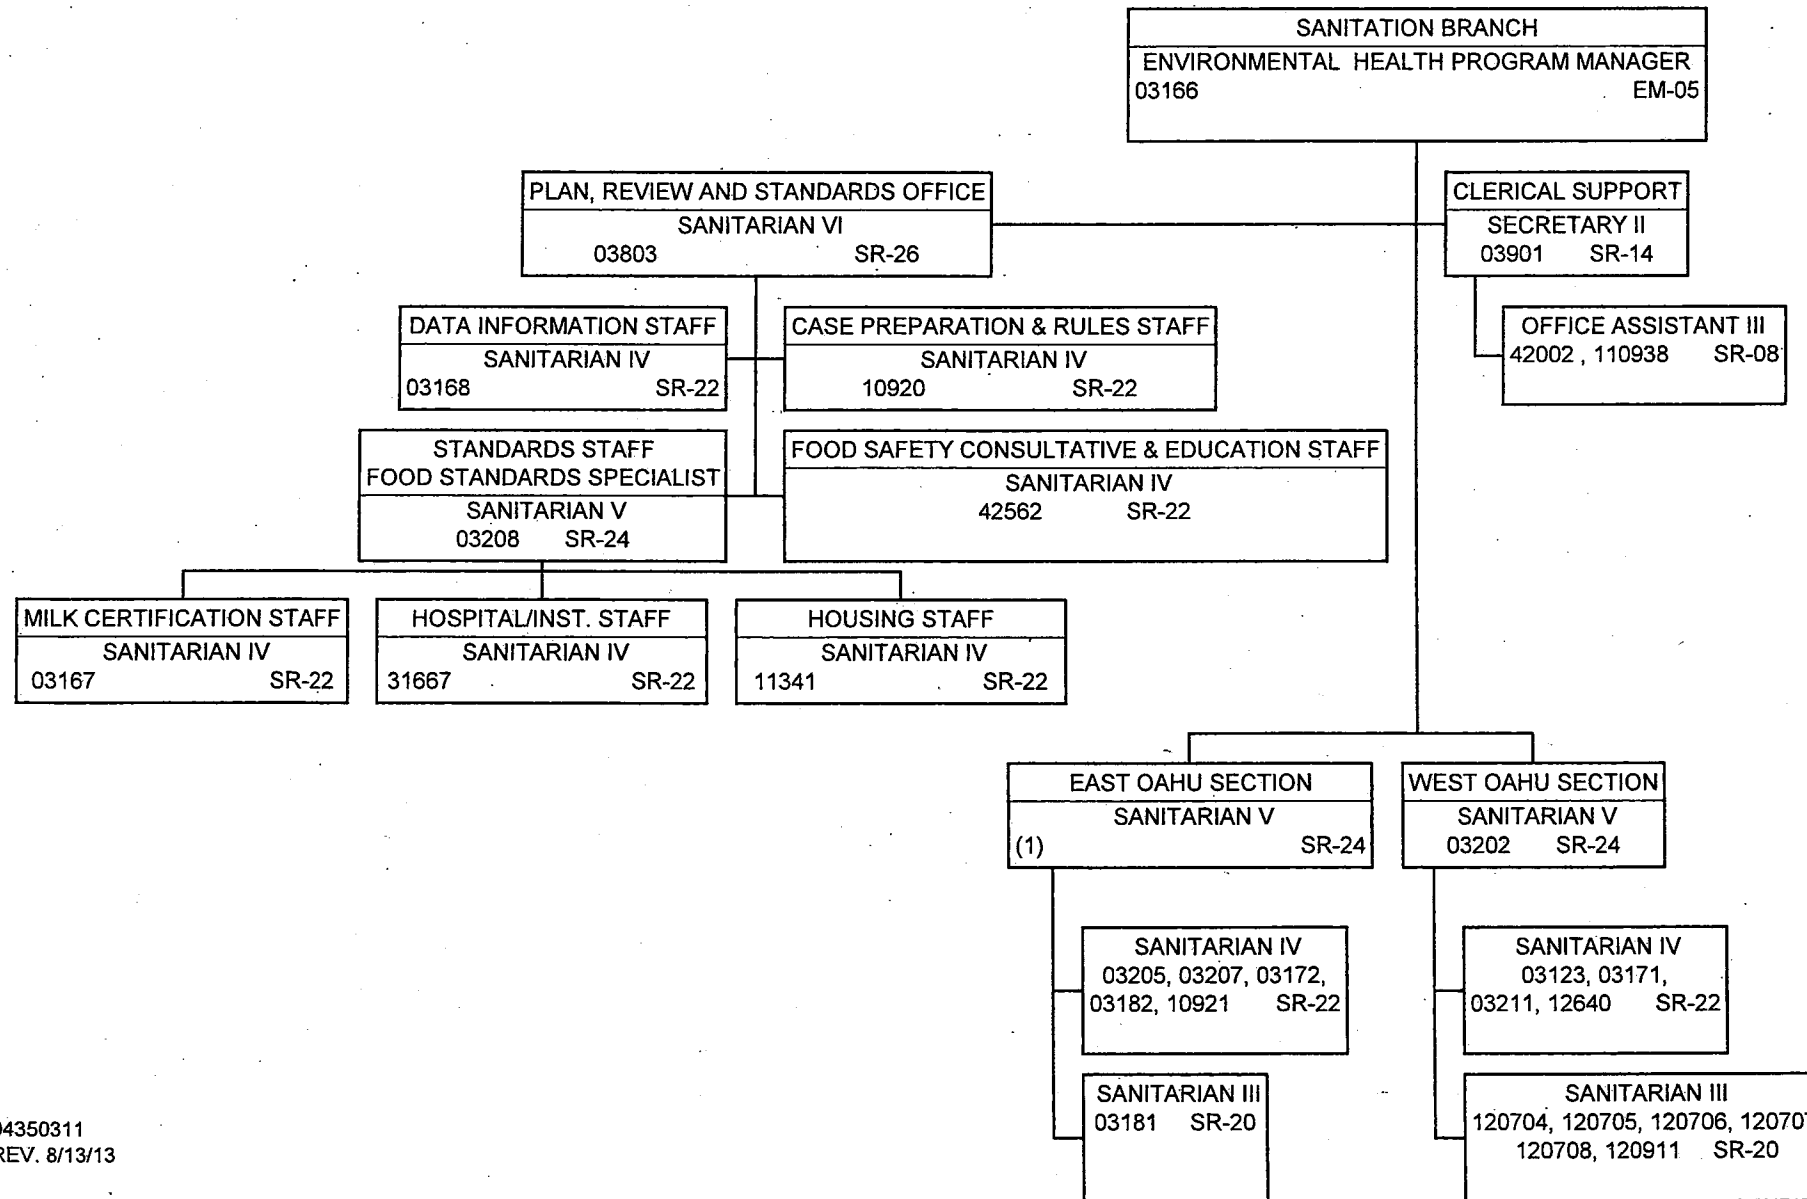 SANITATION BRANCH
ENVIRONMENTAL HEALTH PROGRAM MANAGER
03166 EM-05
PLAN, REVIEW AND STANDARDS OFFICE
SANITARIAN VI
03803 SR-26
CLERICAL SUPPORT
SECRETARY II
03901 SR-14
OFFICE ASSISTANT III
42002 , 110938 SR-08
DATA INFORMATION STAFF
SANITARIAN IV
03168 SR-22
CASE PREPARATION & RULES STAFF
SANITARIAN IV
10920 SR-22
STANDARDS STAFF
FOOD STANDARDS SPECIALIST
SANITARIAN V
03208 SR-24
FOOD SAFETY CONSULTATIVE & EDUCATION STAFF
SANITARIAN IV
42562 SR-22
MILK CERTIFICATION STAFF
SANITARIAN IV
03167 SR-22
HOSPITAL/INST. STAFF
SANITARIAN IV
31667 SR-22
HOUSING STAFF
SANITARIAN IV
11341 SR-22
EAST OAHU SECTION
SANITARIAN V
(1) SR-24
WEST OAHU SECTION
SANITARIAN V
03202 SR-24
SANITARIAN IV
03205, 03207, 03172,
03182, 10921 SR-22
SANITARIAN IV
03123, 03171,
03211, 12640 SR-22
SANITARIAN III
03181 SR-20
SANITARIAN III
120704, 120705, 120706, 120707
120708, 120911 SR-20
04350311
REV. 8/13/13